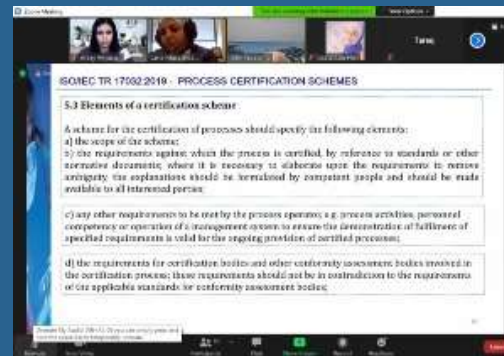 Zoom Meeting
View Options
Tareq
ISO/IEC TR 17032:2019 - PROCESS CERTIFICATION SCHEMES
5.3 Elements of a certification scheme
A scheme for the certification of processes should specify the following elements:
a) the scope of the scheme;
b) the requirements against which the process is certified, by reference to standards or other
normative documents; where it is necessary to elaborate upon the requirements to remove
ambiguity, the explanations should be formulated by competent people and should be made
available to all interested parties;
c) any other requirements to be met by the process operator, e.g. process activities, personnel
competency or operation of a management system to ensure the demonstration of fulfilment of
specified requirements is valid for the ongoing provision of certified processes;
d) the requirements for certification bodies and other conformity assessment bodies involved in
the certification process; these requirements should not be in contradiction to the requirements
of the applicable standards for conformity assessment bodies;